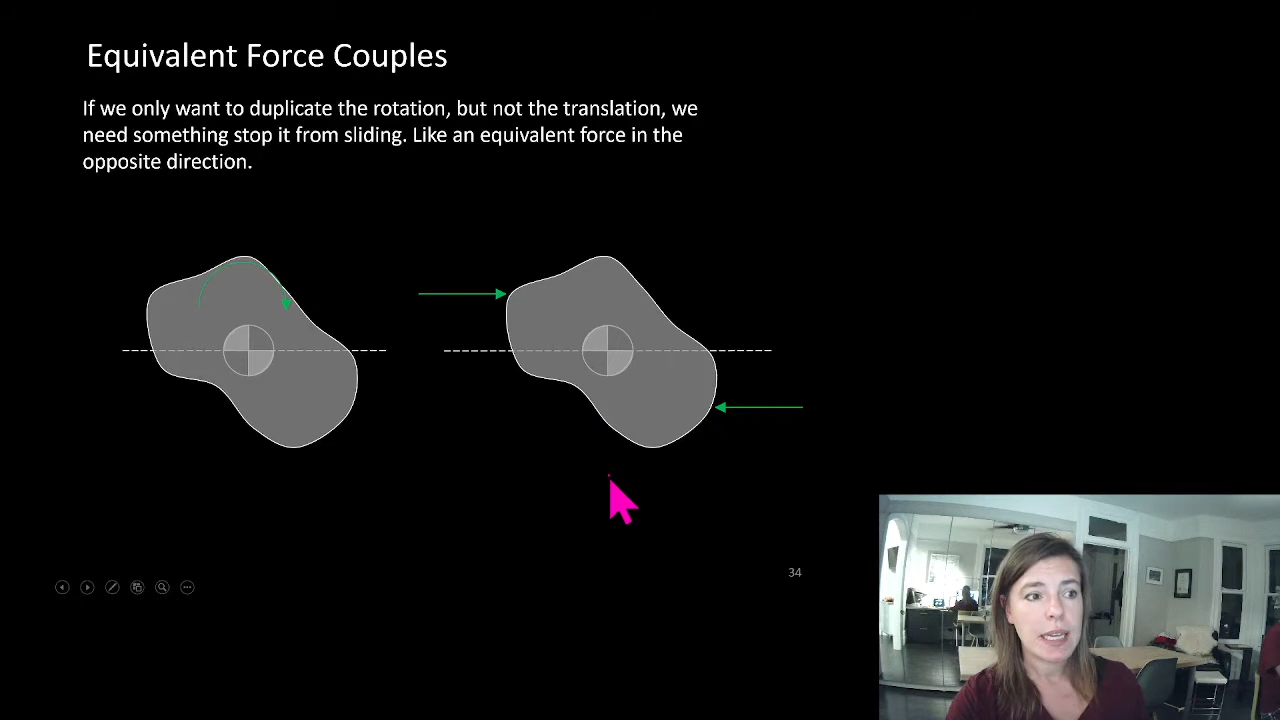 Equivalent Force Couples
If we only want to duplicate the rotation, but not the translation, we
need something stop it from sliding. Like an equivalent force in the
opposite direction.
34